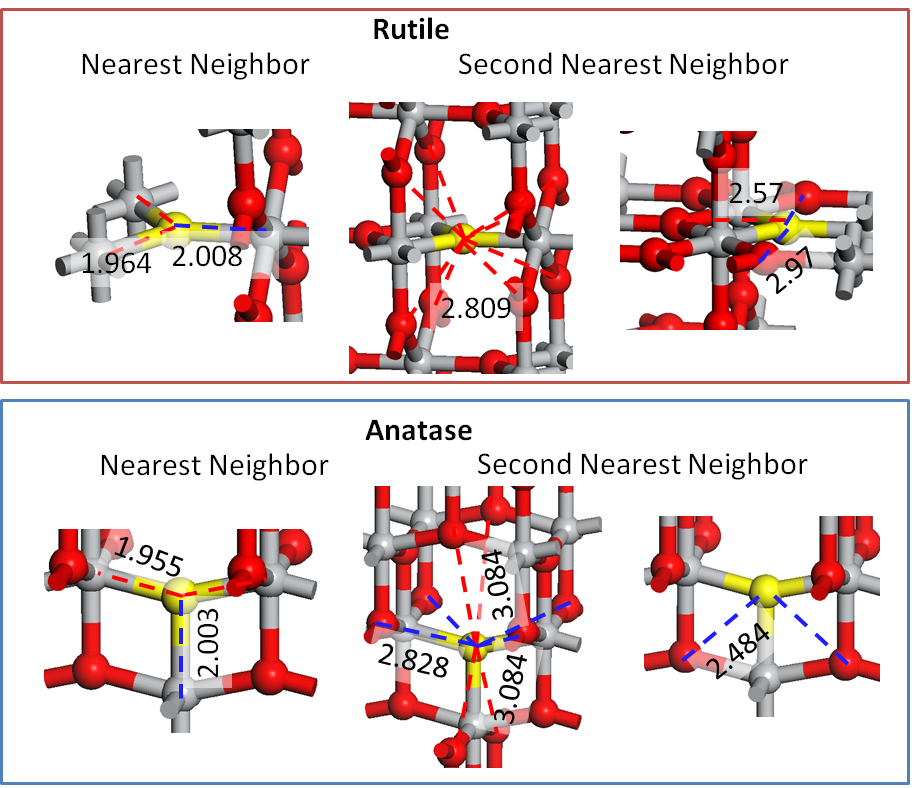 Rutile
Nearest Neighbor
Second Nearest Neighbor
1.964
2.008
2.809
2.57
2.97
Anatase
Nearest Neighbor
Second Nearest Neighbor
1.955
2.003
2.828
3.084
3.084
2.484